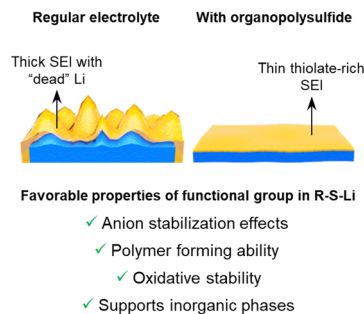 Regular electrolyte
With organopolysulfide
Thick SEI with
"dead" Li
Thin thiolate-rich
SEI
Favorable properties of functional group in R-S-Li
✓ Anion stabilization effects
✓ Polymer forming ability
✓ Oxidative stability
✓ Supports inorganic phases